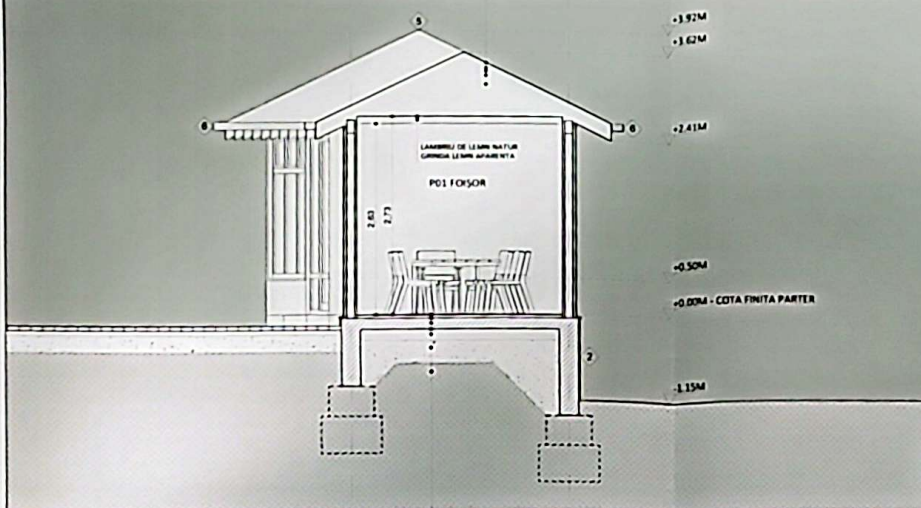 5
+3.92M
+3.62M
6
6
+2.41M
LAMBRIU DE LEMN NATUR
GRINDA LEMN APARENTA
P01 FOIȘOR
2,63
2,73
+0.50M
+0.00M - COTA FINITA PARTER
2
-1.15M